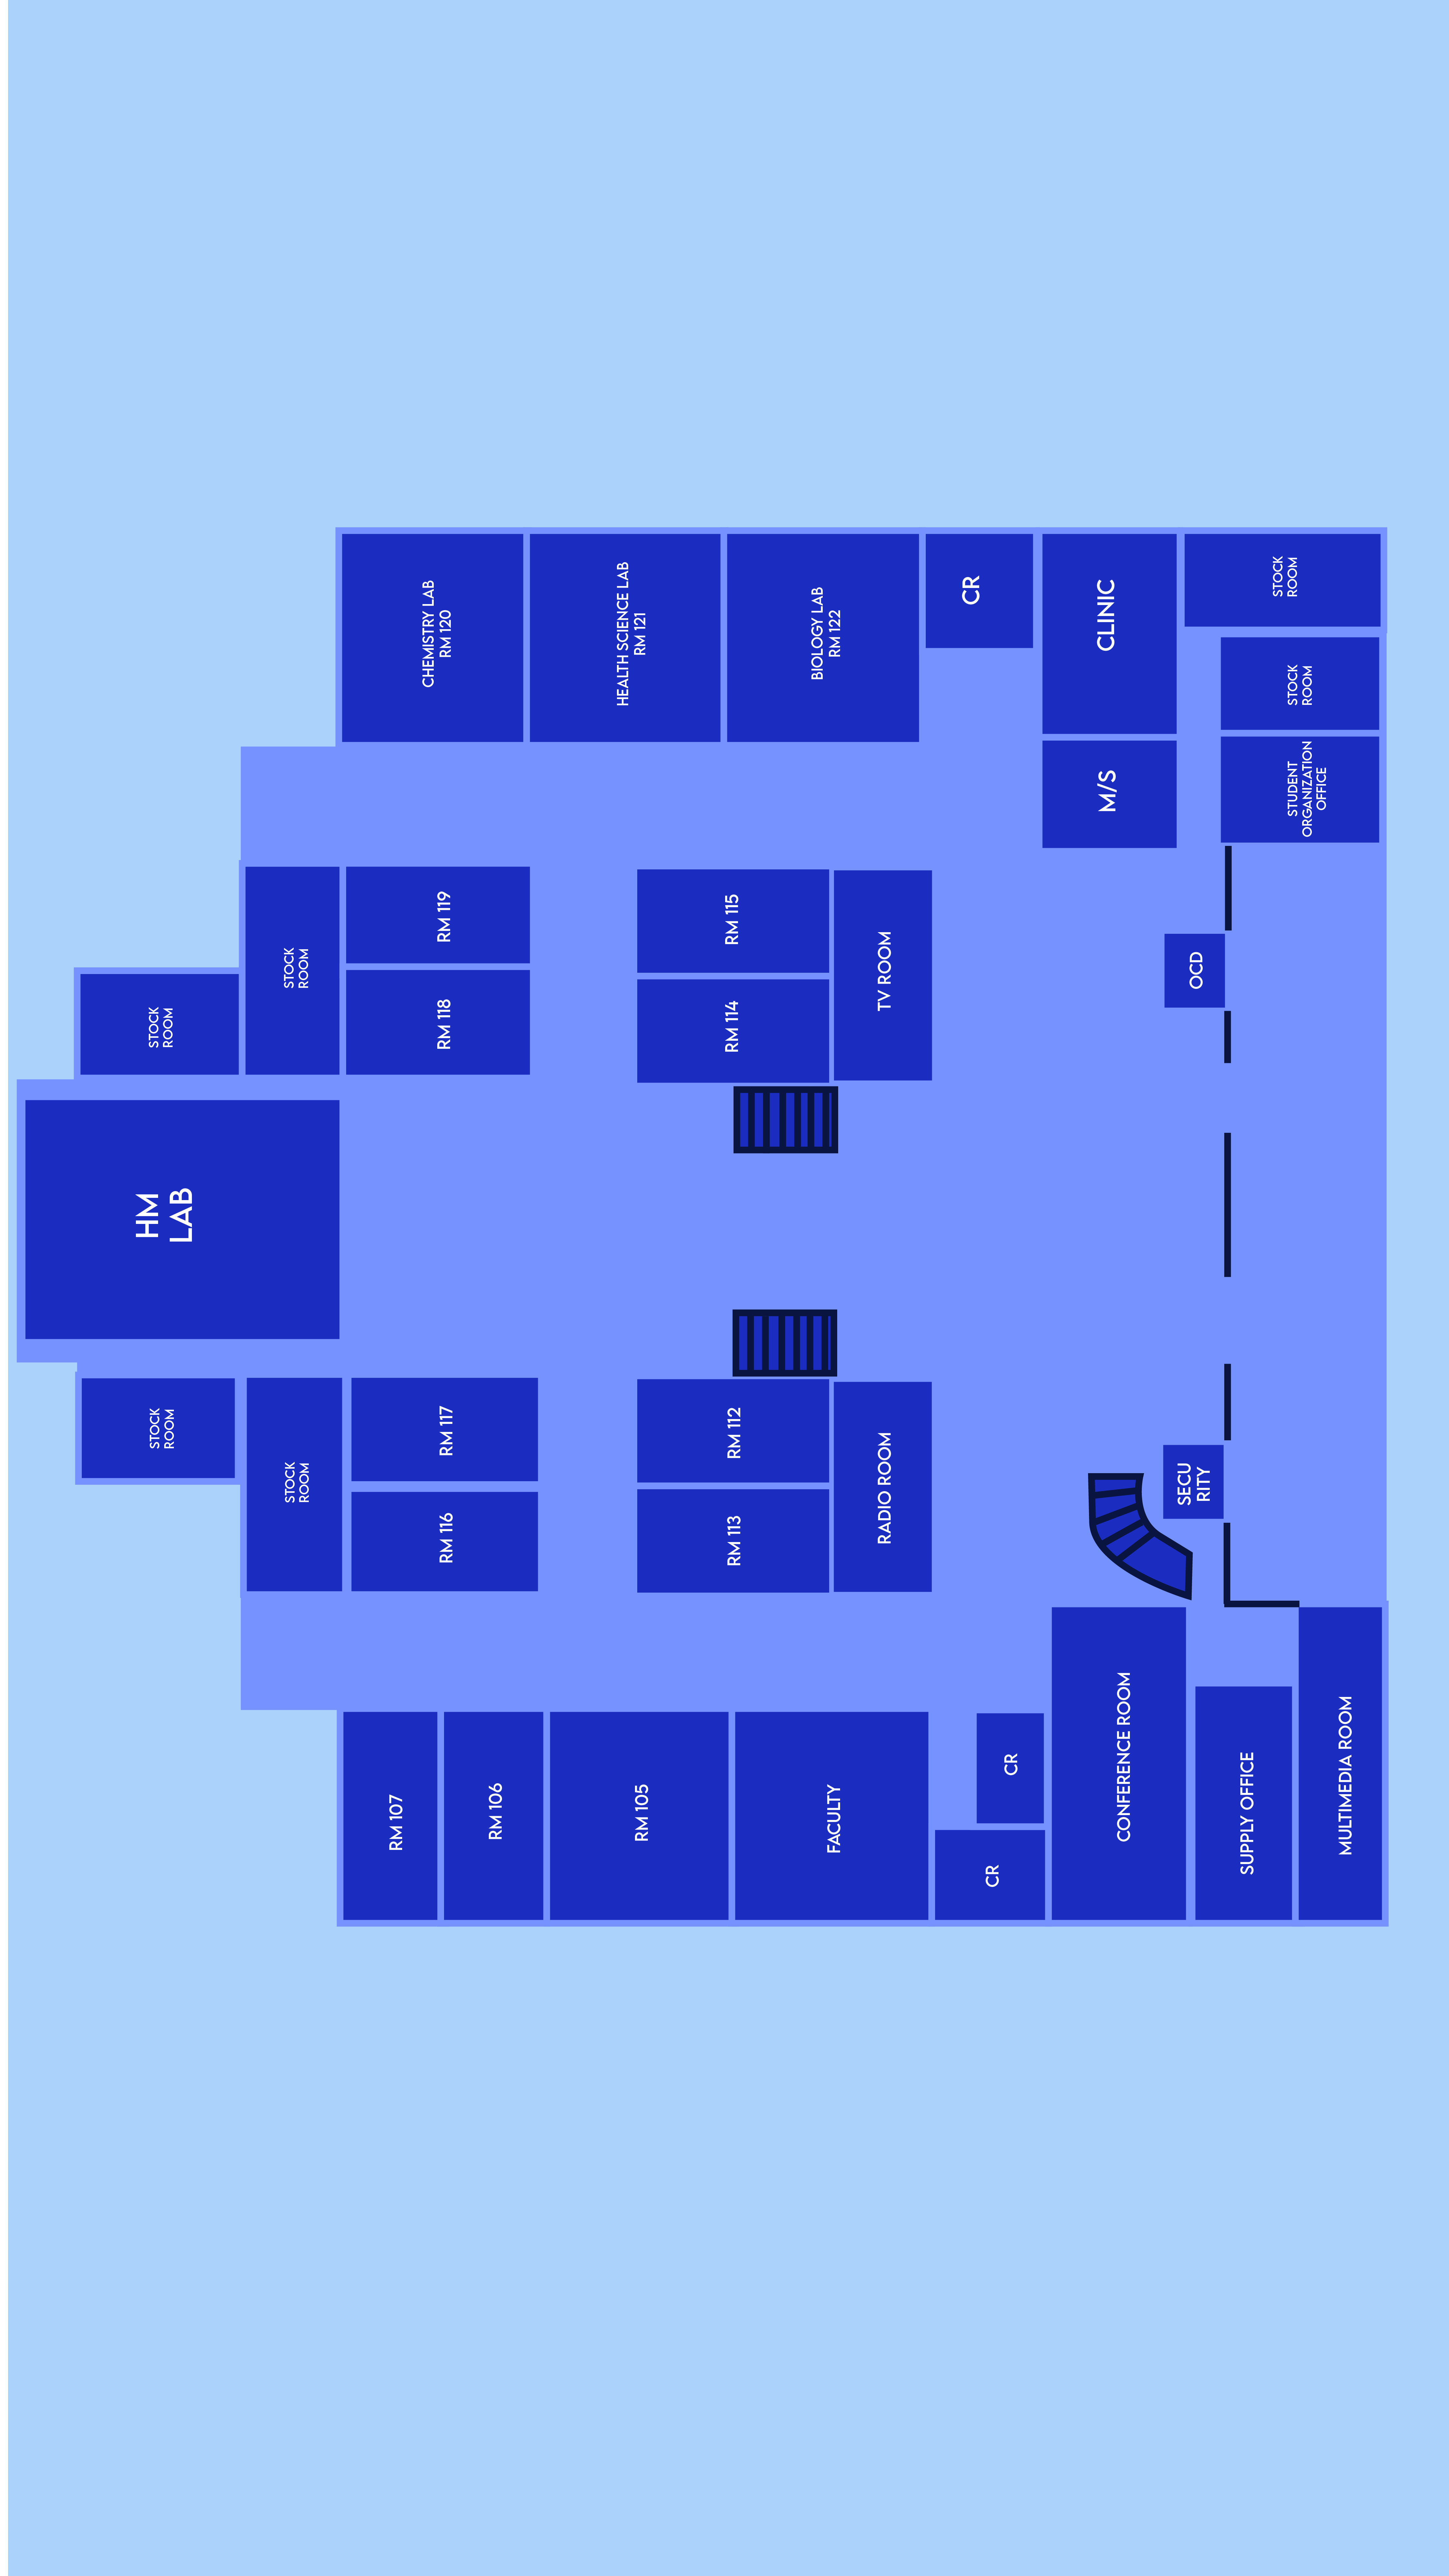 CHEMISTRY LAB
RM 120
HEALTH SCIENCE LAB
RM 121
BIOLOGY LAB
RM 122
CR
CLINIC
STOCK
ROOM
STOCK
ROOM
M/S
STUDENT
ORGANIZATION
OFFICE
STOCK
ROOM
STOCK
ROOM
RM 119
RM 118
RM 115
RM 114
TV ROOM
OCD
HM
LAB
STOCK
ROOM
STOCK
ROOM
RM 117
RM 116
RM 112
RM 113
RADIO ROOM
SECU
RITY
RM 107
RM 106
RM 105
FACULTY
CR
CR
CONFERENCE ROOM
SUPPLY OFFICE
MULTIMEDIA ROOM